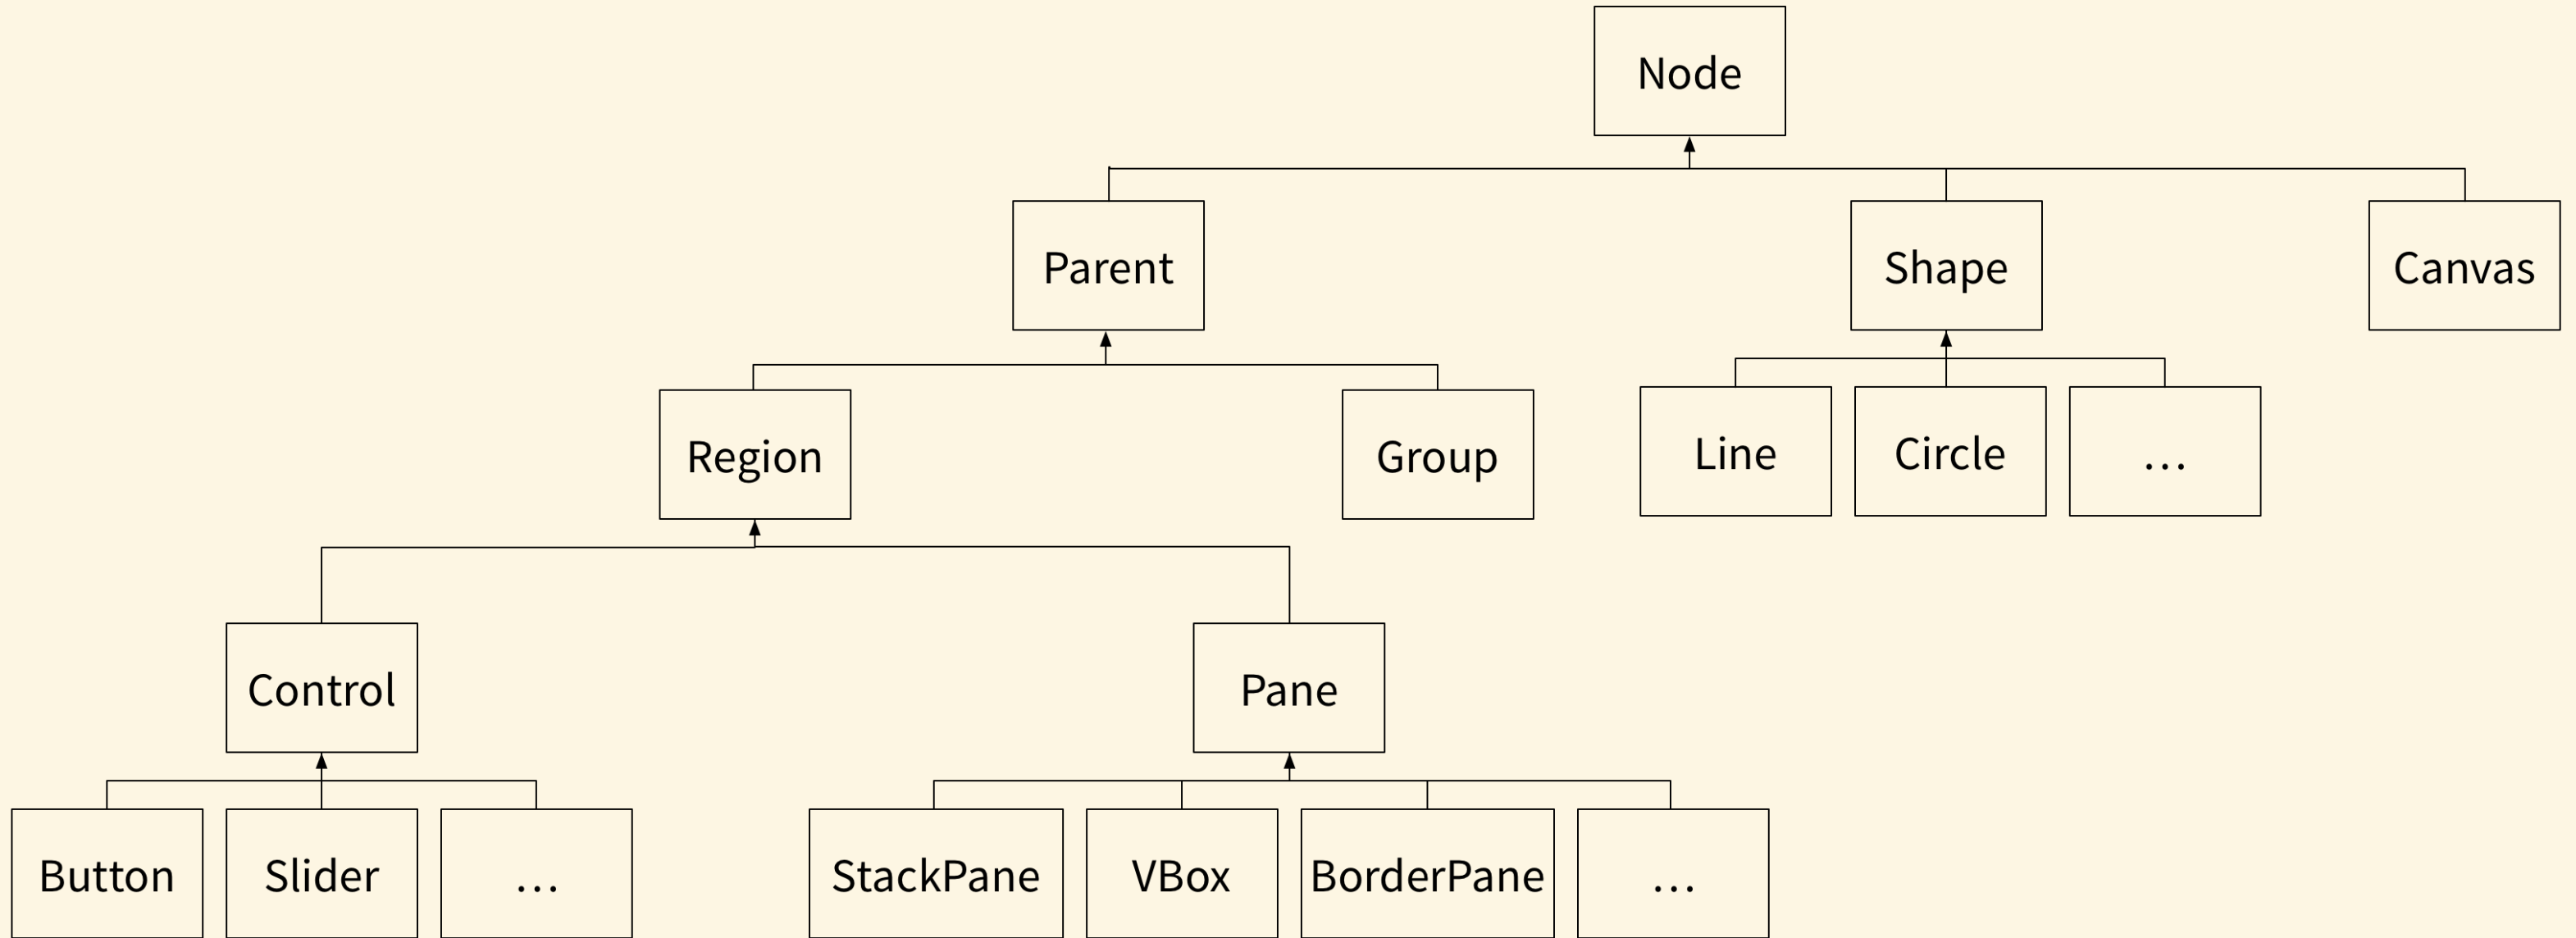 Node
Parent
Shape
Canvas
Region
Group
Line
Circle
...
Control
Pane
Button
Slider
...
StackPane
VBox
BorderPane
...